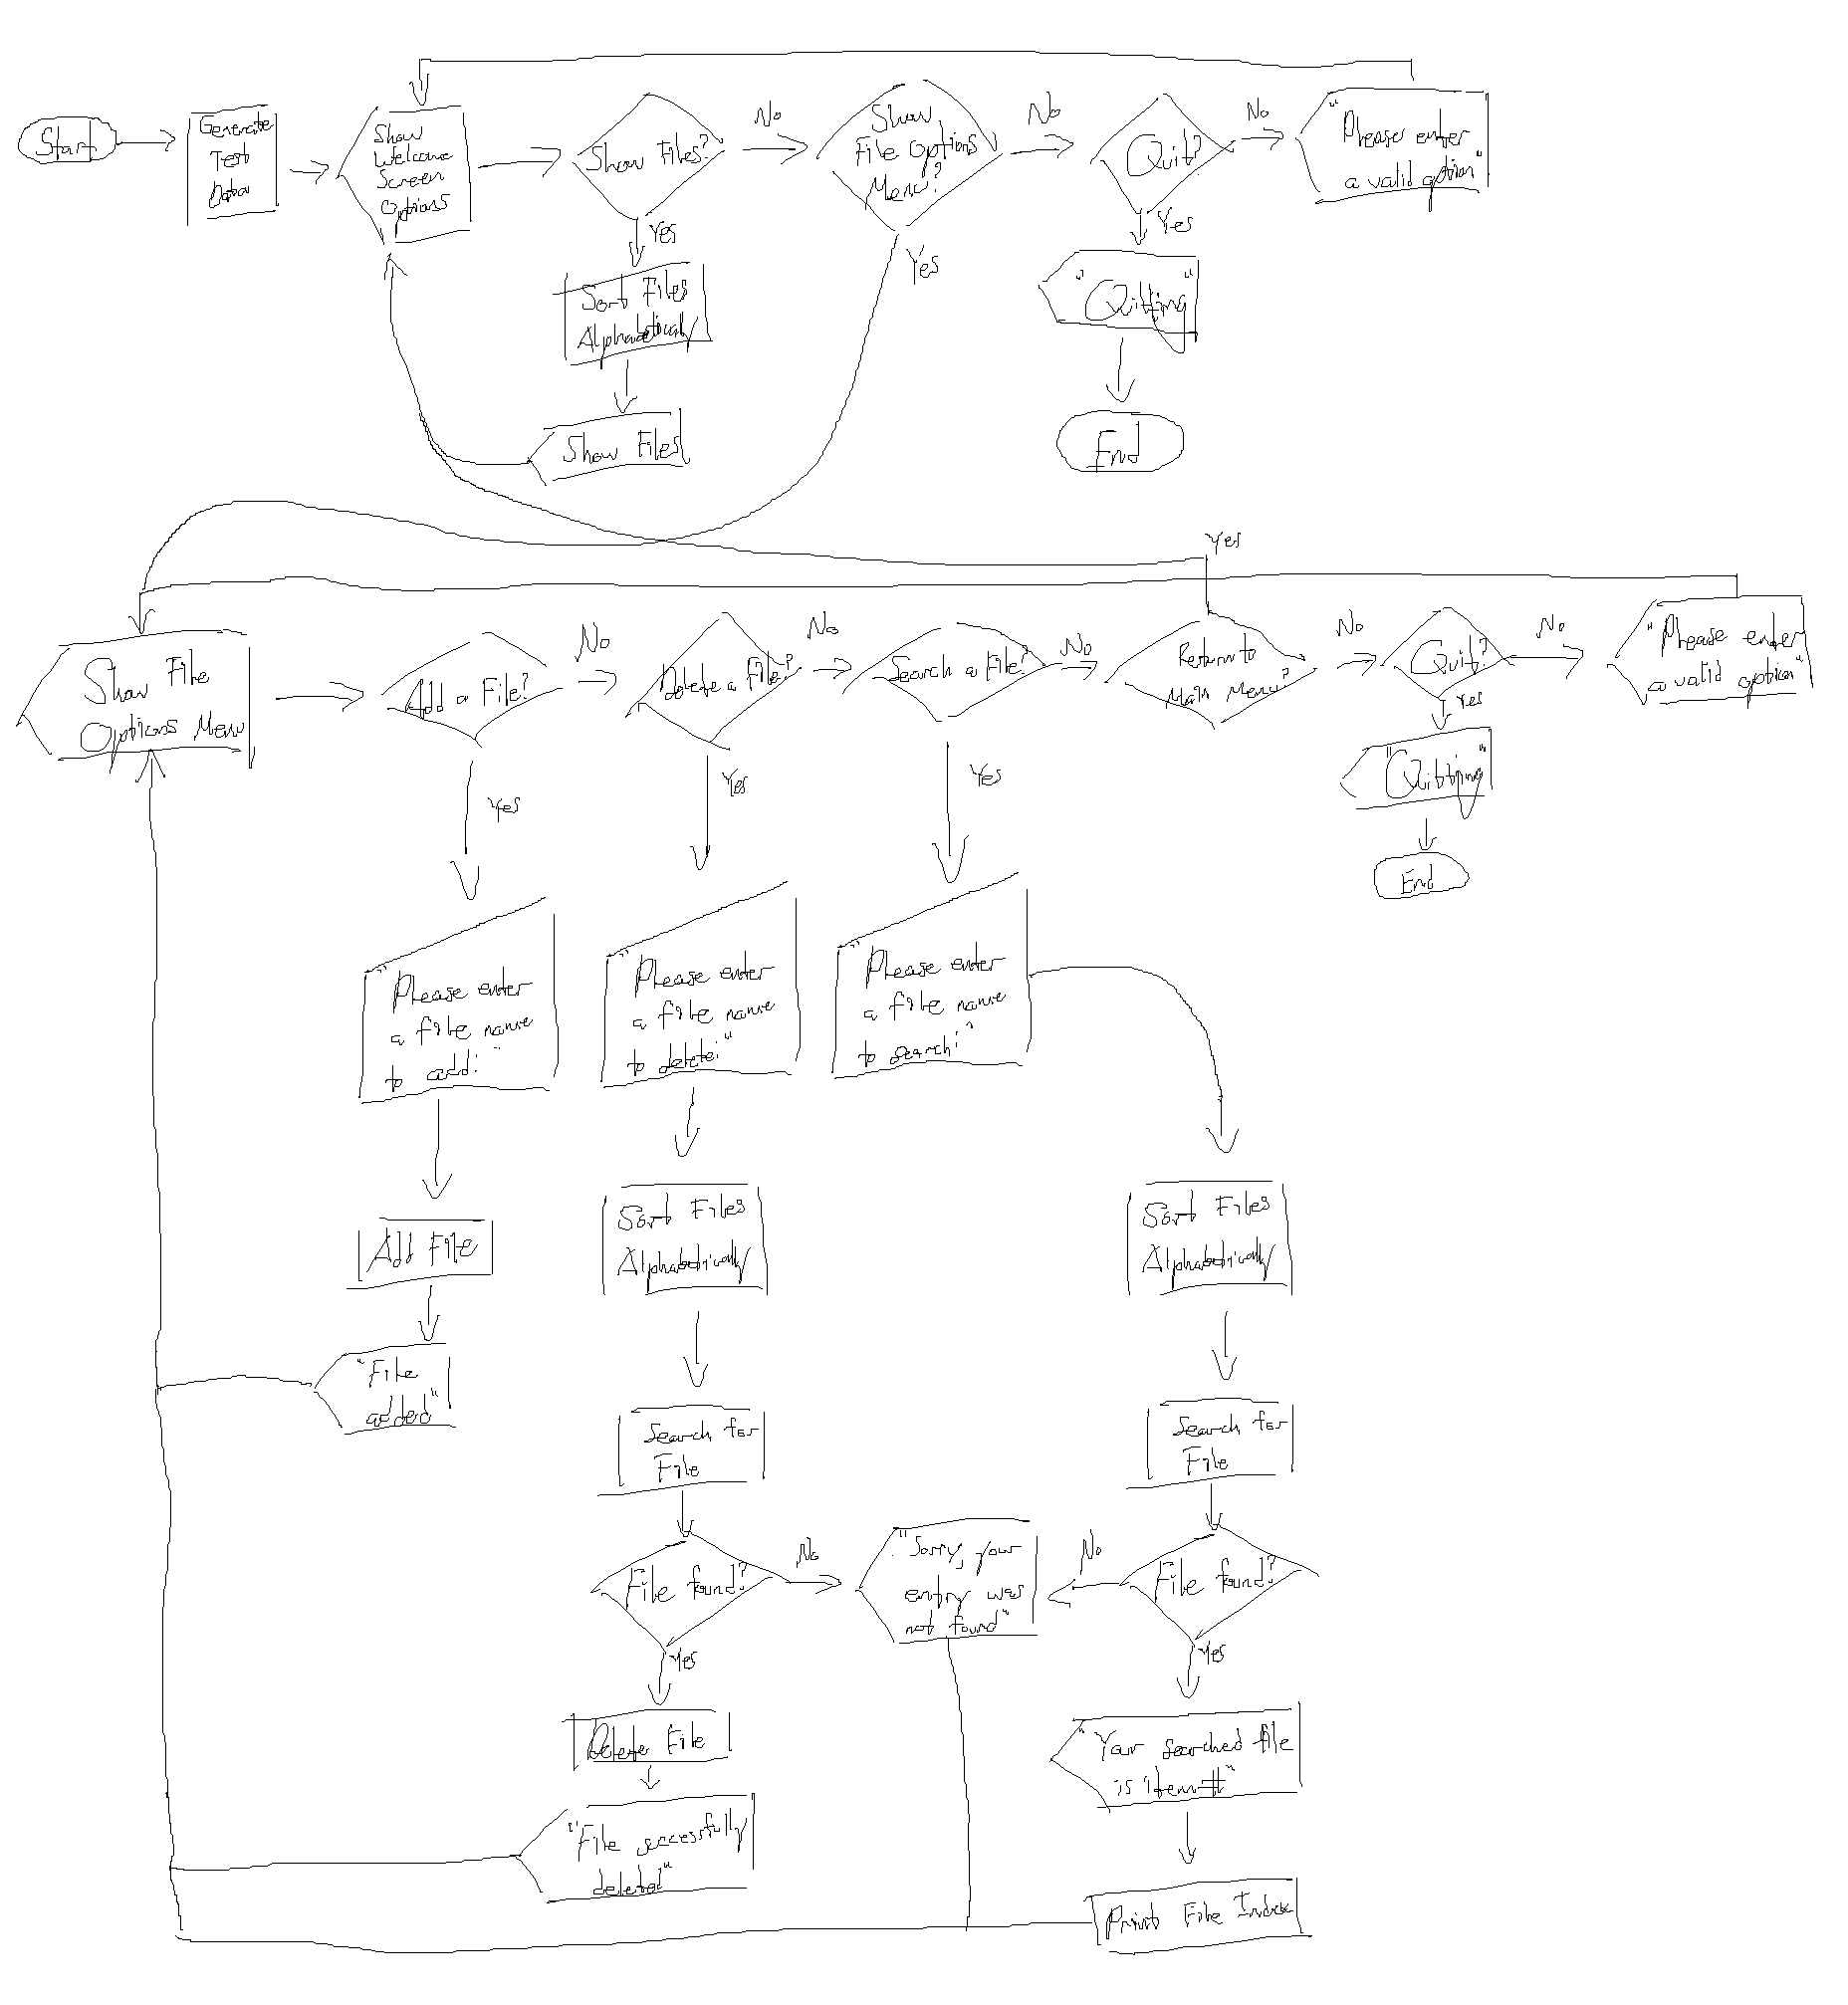 Start
Generate
Test
Data
Show
Welcome
Screen
Options
Show Files?
No
Show
File Options
Menu?
No
Quit?
No
"Please enter
a valid option"
Yes
Sort Files
Alphabetically
Show Files
Yes
Yes
"Quitting"
End
Yes
Show File
Options Menu
Add a File?
No
Delete a File?
No
Search a File?
No
Return to
Main Menu?
No
Quit?
No
"Please enter
a valid option"
Yes
"Quitting"
End
Yes
Yes
Yes
"Please enter
a file name
to add:"
"Please enter
a file name
to delete:"
"Please enter
a file name
to search:"
Add File
"File
added"
Sort Files
Alphabetically
Search for
File
File found?
No
Yes
Delete File
"File successfully
deleted"
"Sorry, your
entry was
not found"
Sort Files
Alphabetically
Search for
File
File found?
No
Yes
"Your searched file
is item #"
Print File Index